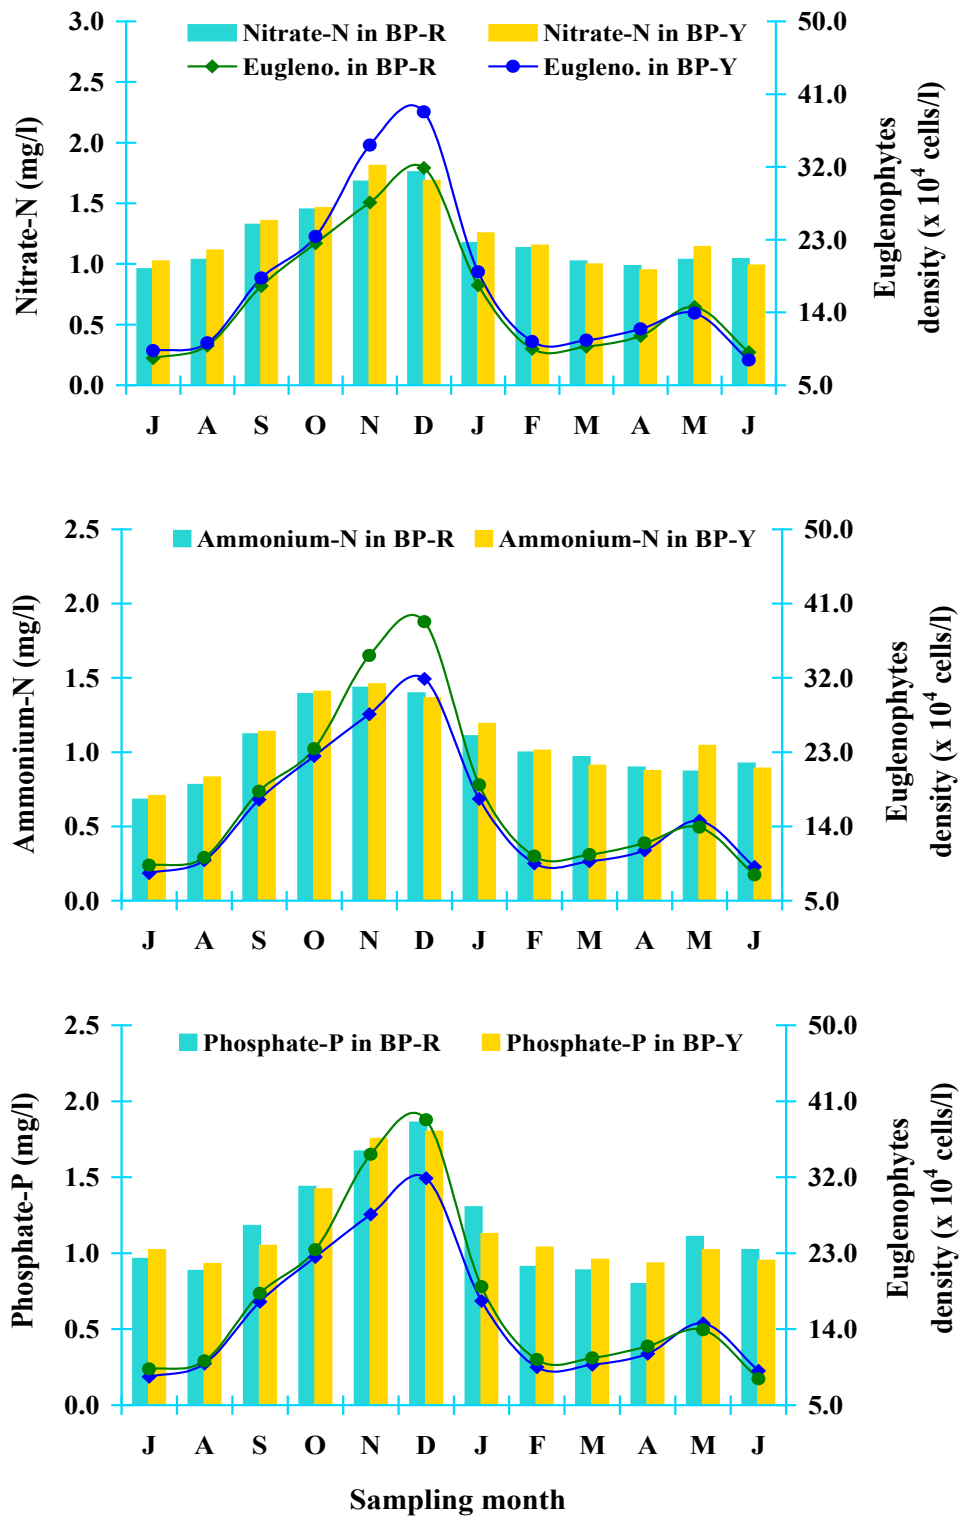 Nitrate-N in BP-R Nitrate-N in BP-Y
Eugleno. in BP-R Eugleno. in BP-Y
Nitrate-N (mg/l)
3.0
2.5
2.0
1.5
1.0
0.5
0.0
50.0
41.0
32.0
23.0
14.0
5.0
Euglenophytes
density (x 10⁴ cells/l)
J A S O N D J F M A M J
Ammonium-N in BP-R Ammonium-N in BP-Y
Ammonium-N (mg/l)
2.5
2.0
1.5
1.0
0.5
0.0
50.0
41.0
32.0
23.0
14.0
5.0
Euglenophytes
density (x 10⁴ cells/l)
J A S O N D J F M A M J
Phosphate-P in BP-R Phosphate-P in BP-Y
Phosphate-P (mg/l)
2.5
2.0
1.5
1.0
0.5
0.0
50.0
41.0
32.0
23.0
14.0
5.0
Euglenophytes
density (x 10⁴ cells/l)
J A S O N D J F M A M J
Sampling month